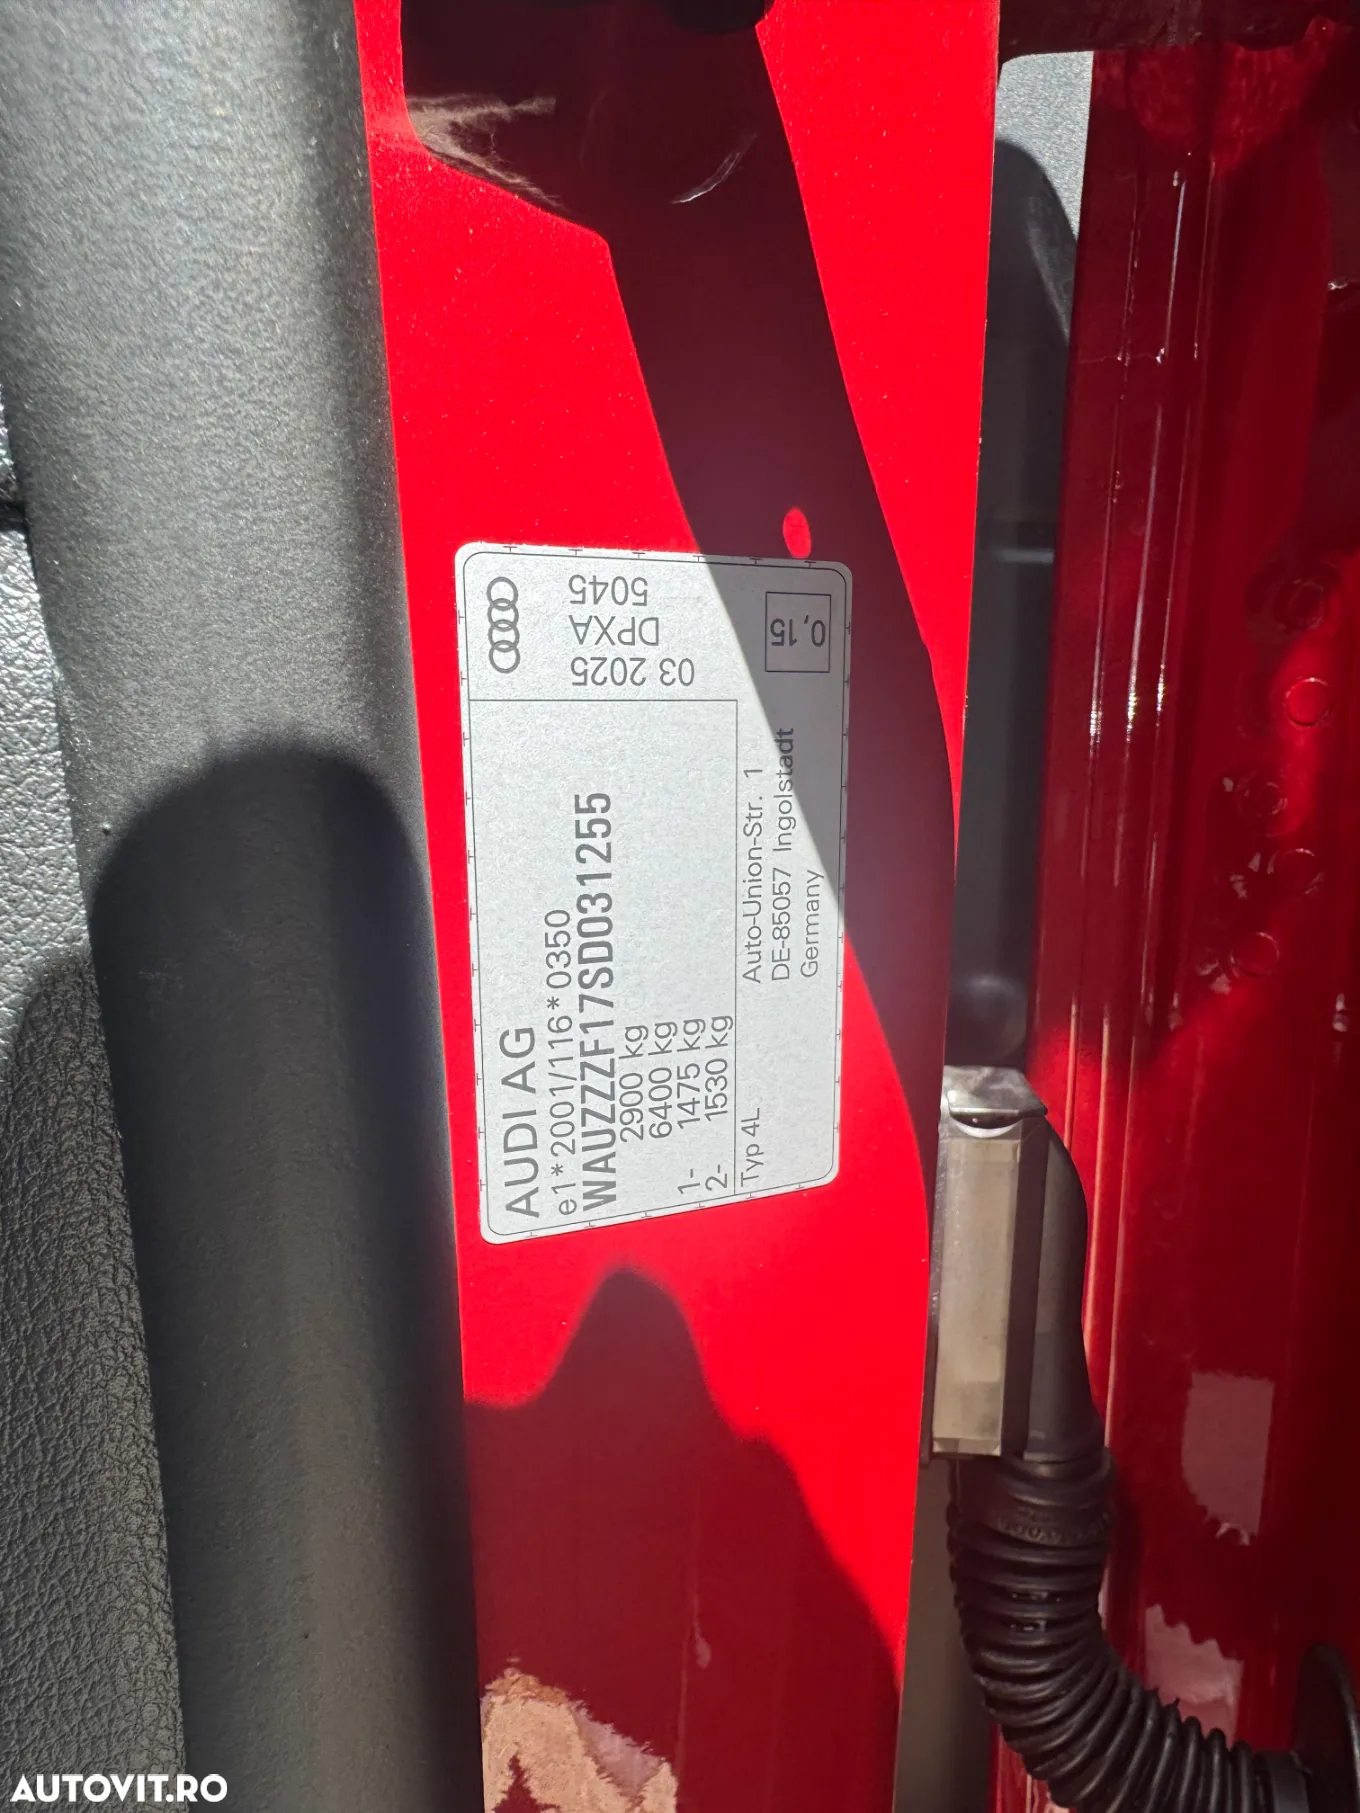 AUDI AG
e1*2001/116*0350
WAUZZZF17SD031255
2900 kg
6400 kg
1- 1475 kg
2- 1530 kg
Typ 4L
Auto-Union-Str. 1
DE-85057 Ingolstadt
Germany
03 2025
DPXA
5045
0,15
AUTOVIT.RO